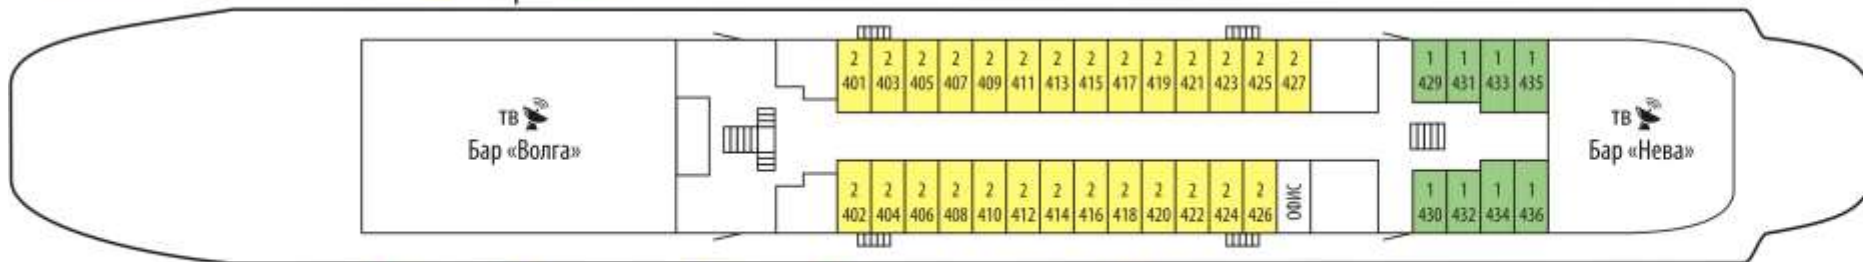 2 2 2 2 2 2 2 2 2 2 2 2 2 2 1 1 1 1
401 403 405 407 409 411 413 415 417 419 421 423 425 427 429 431 433 435
ТВ ТВ
Бар «Волга» Бар «Нева»
2 2 2 2 2 2 2 2 2 2 2 2 2 ОФИС 1 1 1 1
402 404 406 408 410 412 414 416 418 420 422 424 426 430 432 434 436